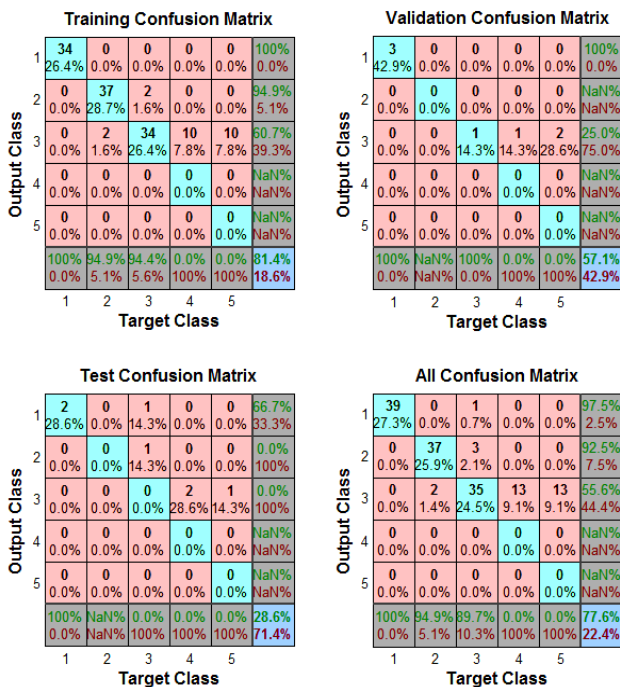 Training Confusion Matrix
34 0 0 0 0 100%
1
26.4% 0.0% 0.0% 0.0% 0.0% 0.0%
0 37 2 0 0 94.9%
2
0.0% 28.7% 1.6% 0.0% 0.0% 5.1%
0 2 34 10 10 60.7%
3
0.0% 1.6% 26.4% 7.8% 7.8% 39.3%
0 0 0 0 0 NaN%
4
0.0% 0.0% 0.0% 0.0% 0.0% NaN%
0 0 0 0 0 NaN%
5
0.0% 0.0% 0.0% 0.0% 0.0% NaN%
100% 94.9% 94.4% 0.0% 0.0% 81.4%
0.0% 5.1% 5.6% 100% 100% 18.6%
1 2 3 4 5
Target Class
Output Class
Validation Confusion Matrix
3 0 0 0 0 100%
1
42.9% 0.0% 0.0% 0.0% 0.0% 0.0%
0 0 0 0 0 NaN%
2
0.0% 0.0% 0.0% 0.0% 0.0% NaN%
0 0 1 1 2 25.0%
3
0.0% 0.0% 14.3% 14.3% 28.6% 75.0%
0 0 0 0 0 NaN%
4
0.0% 0.0% 0.0% 0.0% 0.0% NaN%
0 0 0 0 0 NaN%
5
0.0% 0.0% 0.0% 0.0% 0.0% NaN%
100% NaN% 100% 0.0% 0.0% 57.1%
0.0% NaN% 0.0% 100% 100% 42.9%
1 2 3 4 5
Target Class
Output Class
Test Confusion Matrix
2 0 1 0 0 66.7%
1
28.6% 0.0% 14.3% 0.0% 0.0% 33.3%
0 0 1 0 0 0.0%
2
0.0% 0.0% 14.3% 0.0% 0.0% 100%
0 0 0 2 1 0.0%
3
0.0% 0.0% 0.0% 28.6% 14.3% 100%
0 0 0 0 0 NaN%
4
0.0% 0.0% 0.0% 0.0% 0.0% NaN%
0 0 0 0 0 NaN%
5
0.0% 0.0% 0.0% 0.0% 0.0% NaN%
100% NaN% 0.0% 0.0% 0.0% 28.6%
0.0% NaN% 100% 100% 100% 71.4%
1 2 3 4 5
Target Class
Output Class
All Confusion Matrix
39 0 1 0 0 97.5%
1
27.3% 0.0% 0.7% 0.0% 0.0% 2.5%
0 37 3 0 0 92.5%
2
0.0% 25.9% 2.1% 0.0% 0.0% 7.5%
0 2 35 13 13 55.6%
3
0.0% 1.4% 24.5% 9.1% 9.1% 44.4%
0 0 0 0 0 NaN%
4
0.0% 0.0% 0.0% 0.0% 0.0% NaN%
0 0 0 0 0 NaN%
5
0.0% 0.0% 0.0% 0.0% 0.0% NaN%
100% 94.9% 89.7% 0.0% 0.0% 77.6%
0.0% 5.1% 10.3% 100% 100% 22.4%
1 2 3 4 5
Target Class
Output Class